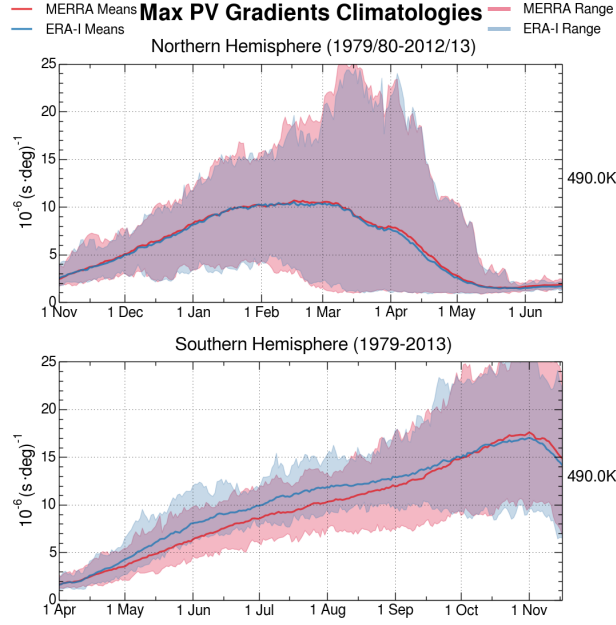 MERRA Means
ERA-I Means
Max PV Gradients Climatologies
MERRA Range
ERA-I Range
Northern Hemisphere (1979/80-2012/13)
25
20
15
10
5
0
10⁻⁶ (s·deg)⁻¹
490.0K
1 Nov 1 Dec 1 Jan 1 Feb 1 Mar 1 Apr 1 May 1 Jun
Southern Hemisphere (1979-2013)
25
20
15
10
5
0
10⁻⁶ (s·deg)⁻¹
490.0K
1 Apr 1 May 1 Jun 1 Jul 1 Aug 1 Sep 1 Oct 1 Nov